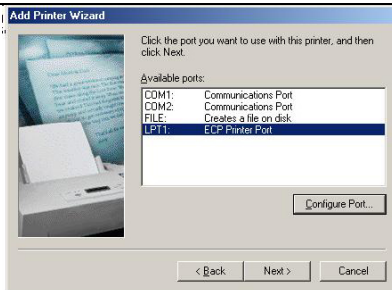 Add Printer Wizard
Click the port you want to use with this printer, and then
click Next.
Available ports:
COM1: Communications Port
COM2: Communications Port
FILE: Creates a file on disk
LPT1: ECP Printer Port
Configure Port...
< Back Next > Cancel